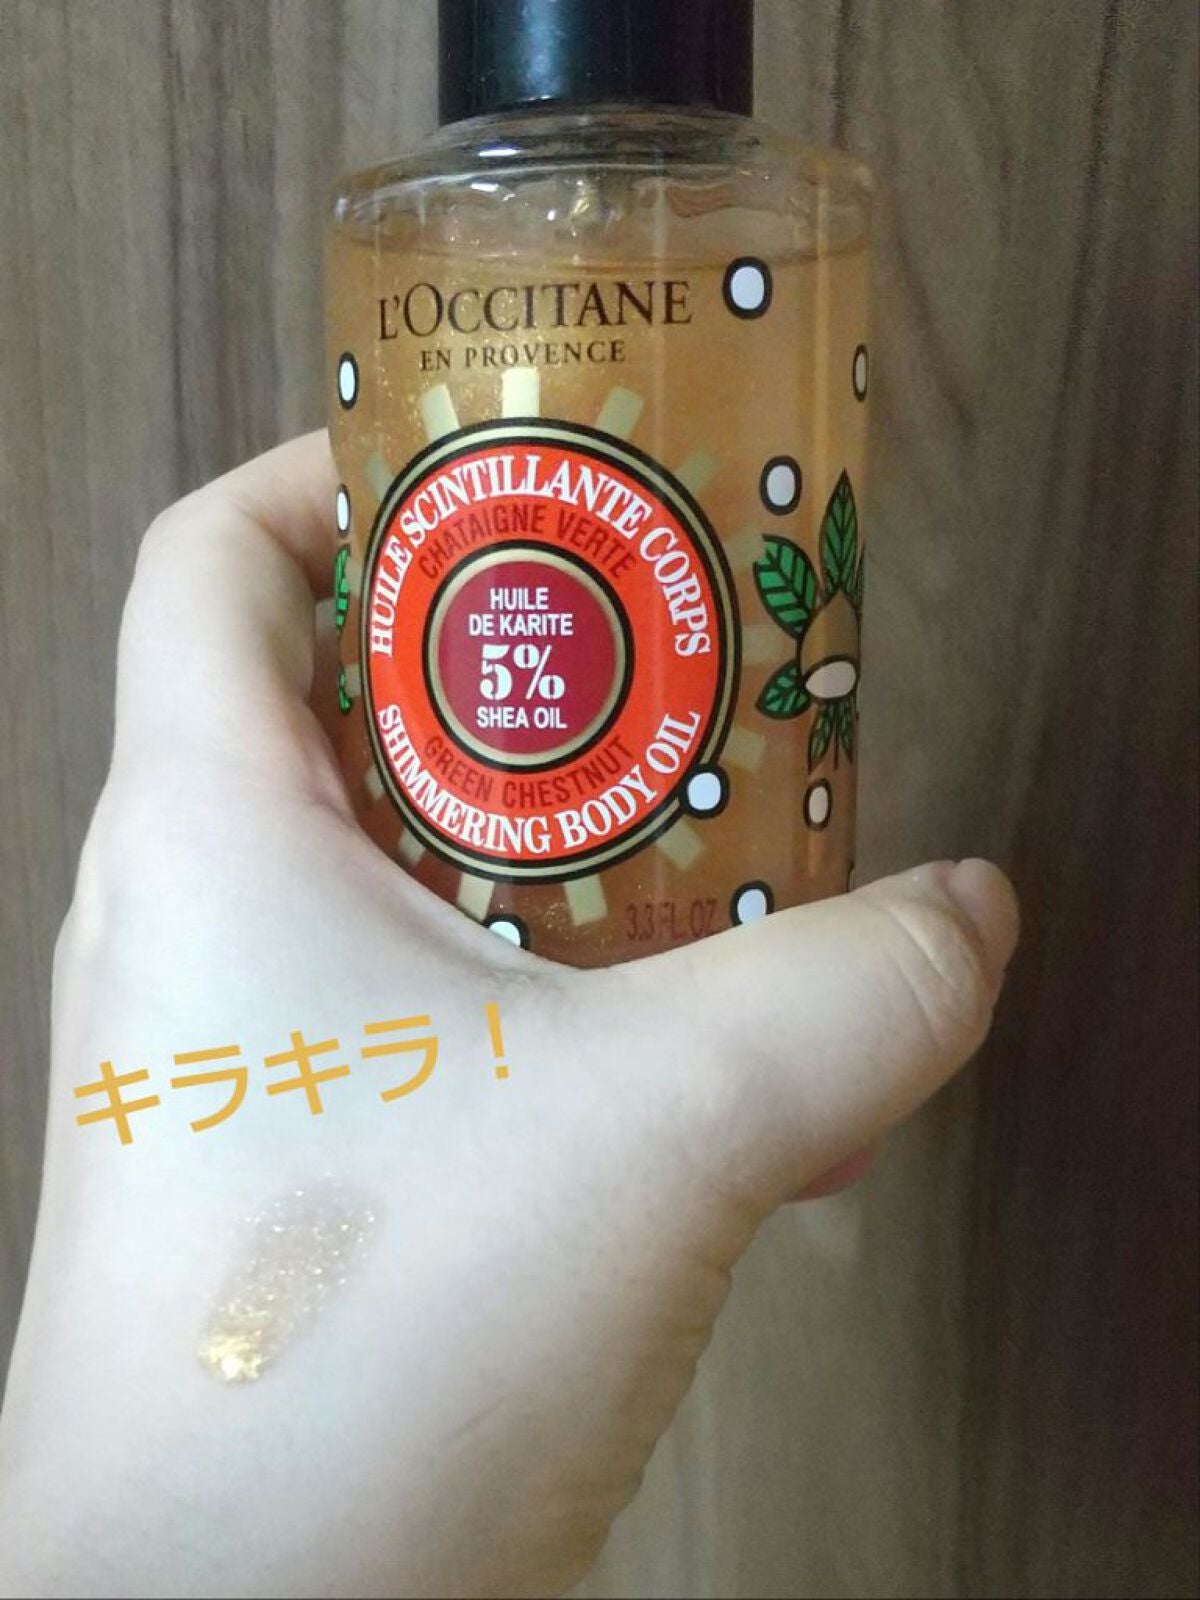 L'OCCITANE
EN PROVENCE
HUILE SCINTILLANTE CORPS
CHATAIGNE VERTE
HUILE
DE KARITE
5%
SHEA OIL
GREEN CHESTNUT
SHIMMERING BODY OIL
3.3 FL.OZ
キラキラ！